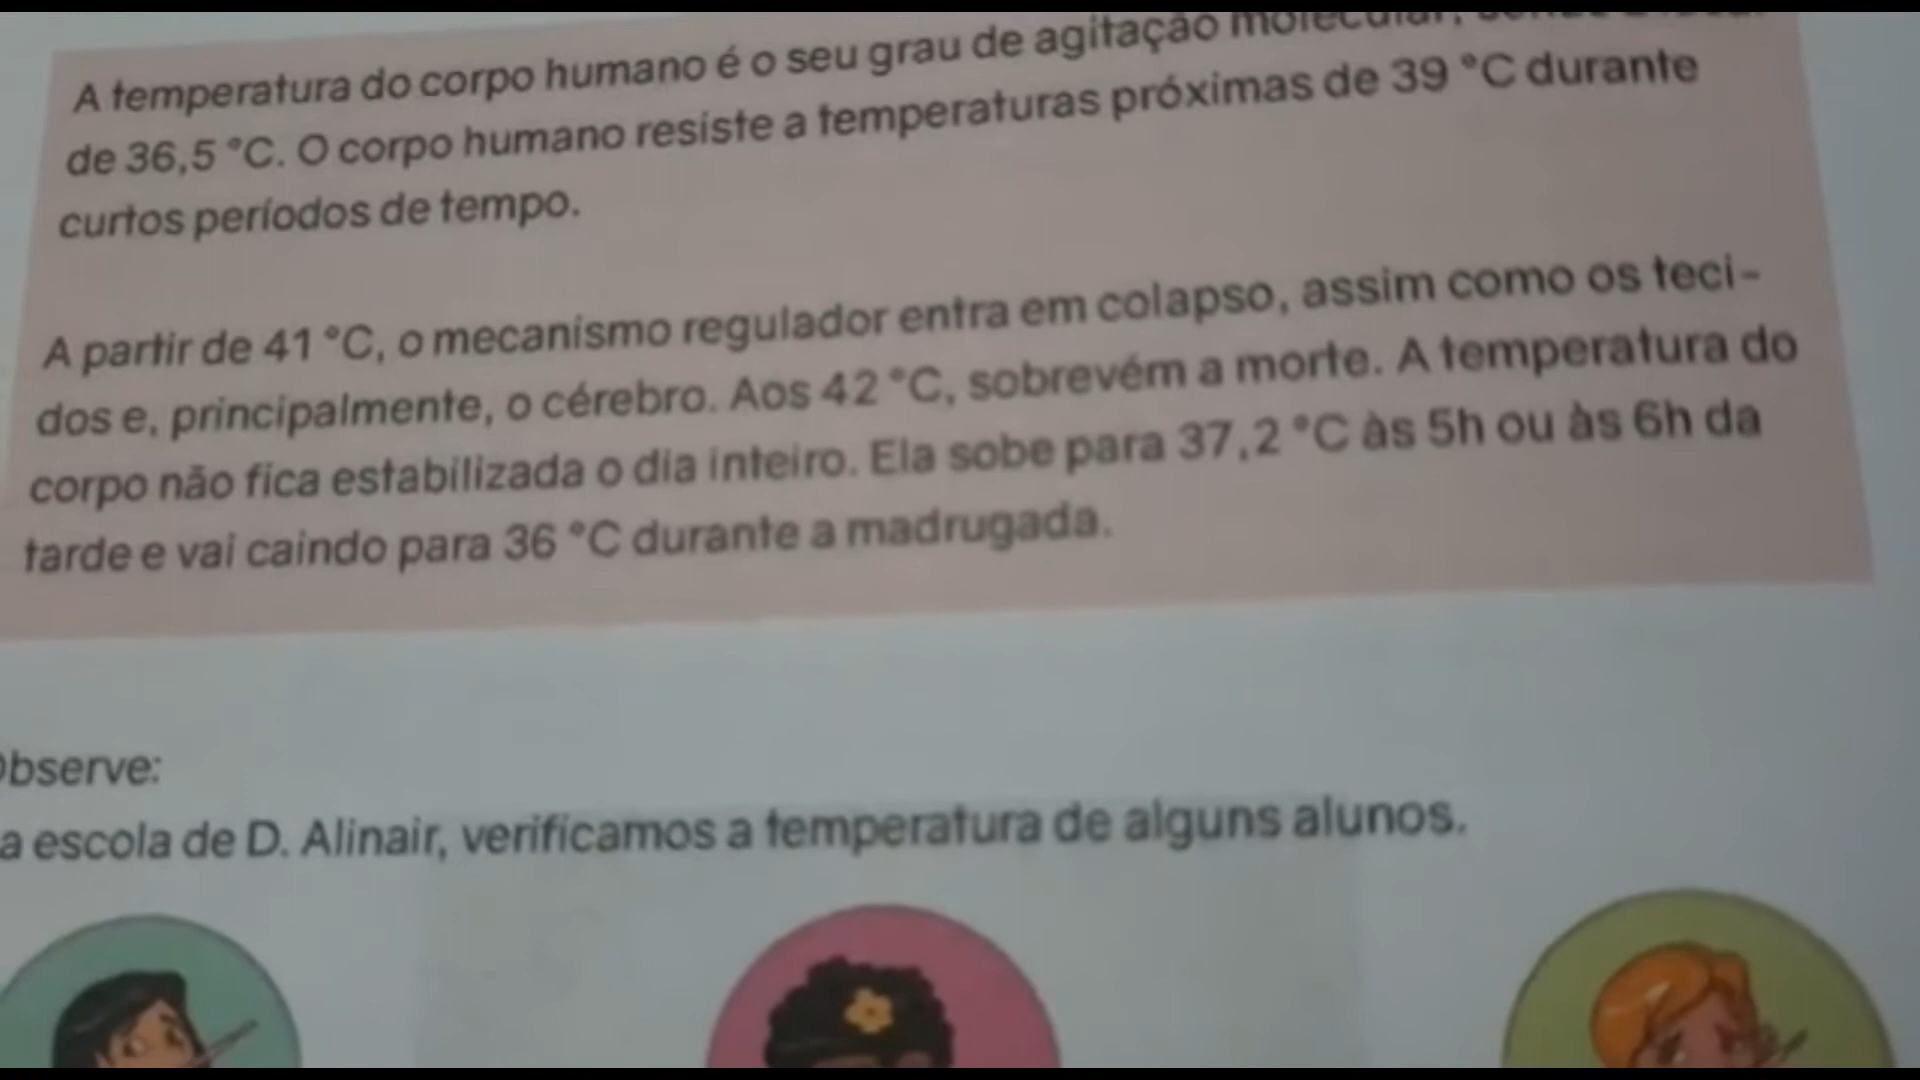 A temperatura do corpo humano é o seu grau de agitação molecular,
de 36,5 °C. O corpo humano resiste a temperaturas próximas de 39 °C durante
curtos períodos de tempo.
A partir de 41 °C, o mecanismo regulador entra em colapso, assim como os teci-
dos e, principalmente, o cérebro. Aos 42 °C, sobrevém a morte. A temperatura do
corpo não fica estabilizada o dia inteiro. Ela sobe para 37,2 °C às 5h ou às 6h da
tarde e vai caindo para 36 °C durante a madrugada.
Observe:
a escola de D. Alinair, verificamos a temperatura de alguns alunos.